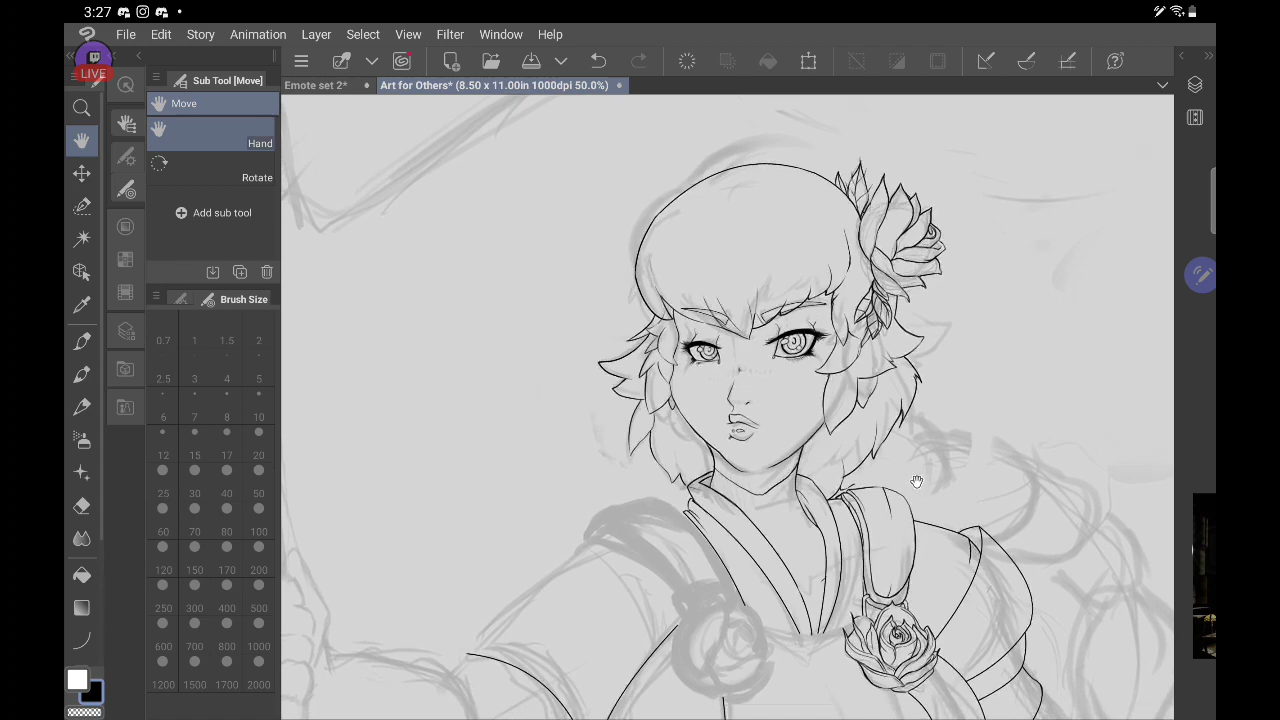 3:27
File Edit Story Animation Layer Select View Filter Window Help
LIVE
Sub Tool [Move]
Emote set 2*
Art for Others* (8.50 x 11.00in 1000dpi 50.0%)
Move
Hand
Rotate
Add sub tool
Brush Size
0.7 1 1.5 2
2.5 3 4 5
6 7 8 10
12 15 17 20
25 30 40 50
60 70 80 100
120 150 170 200
250 300 400 500
600 700 800 1000
1200 1500 1700 2000